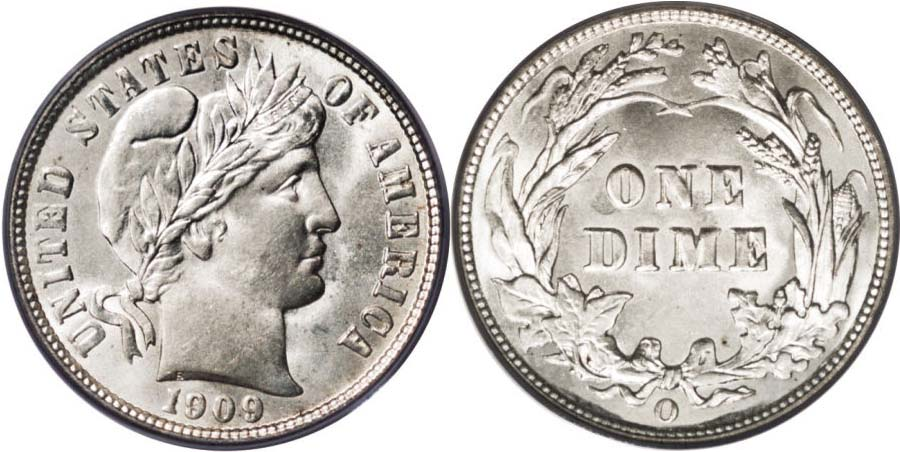 UNITED STATES OF AMERICA
1909
ONE
DIME
O